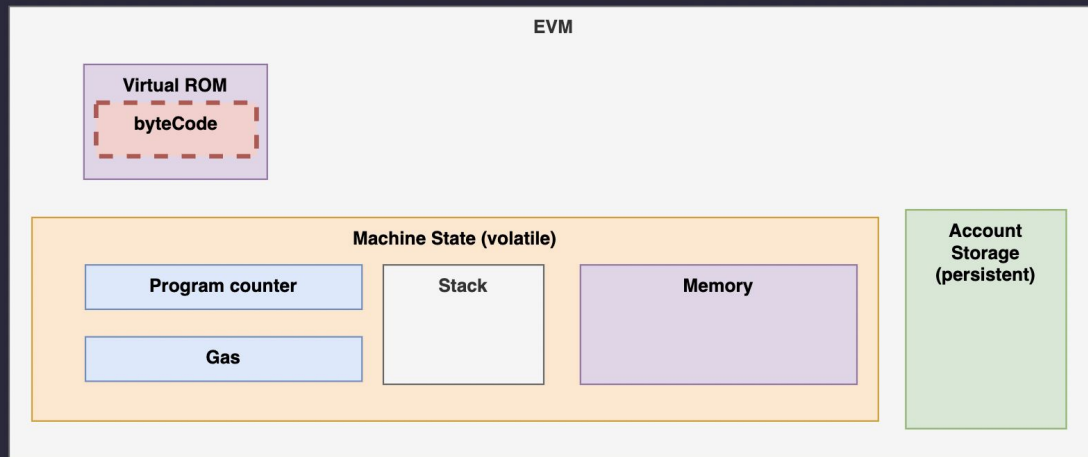 EVM
Virtual ROM
byteCode
Machine State (volatile)
Program counter
Gas
Stack
Memory
Account
Storage
(persistent)